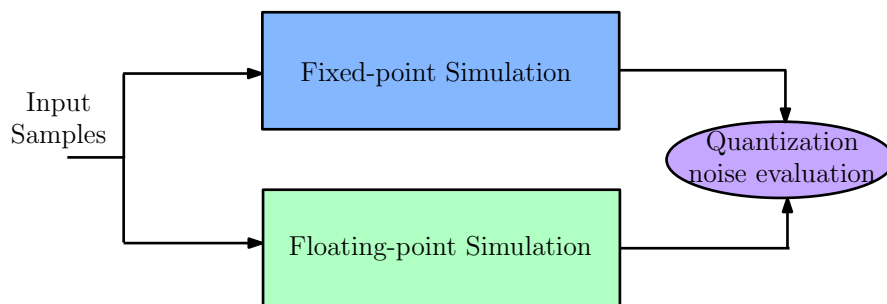 Fixed-point Simulation
Input
Samples
Quantization
noise evaluation
Floating-point Simulation